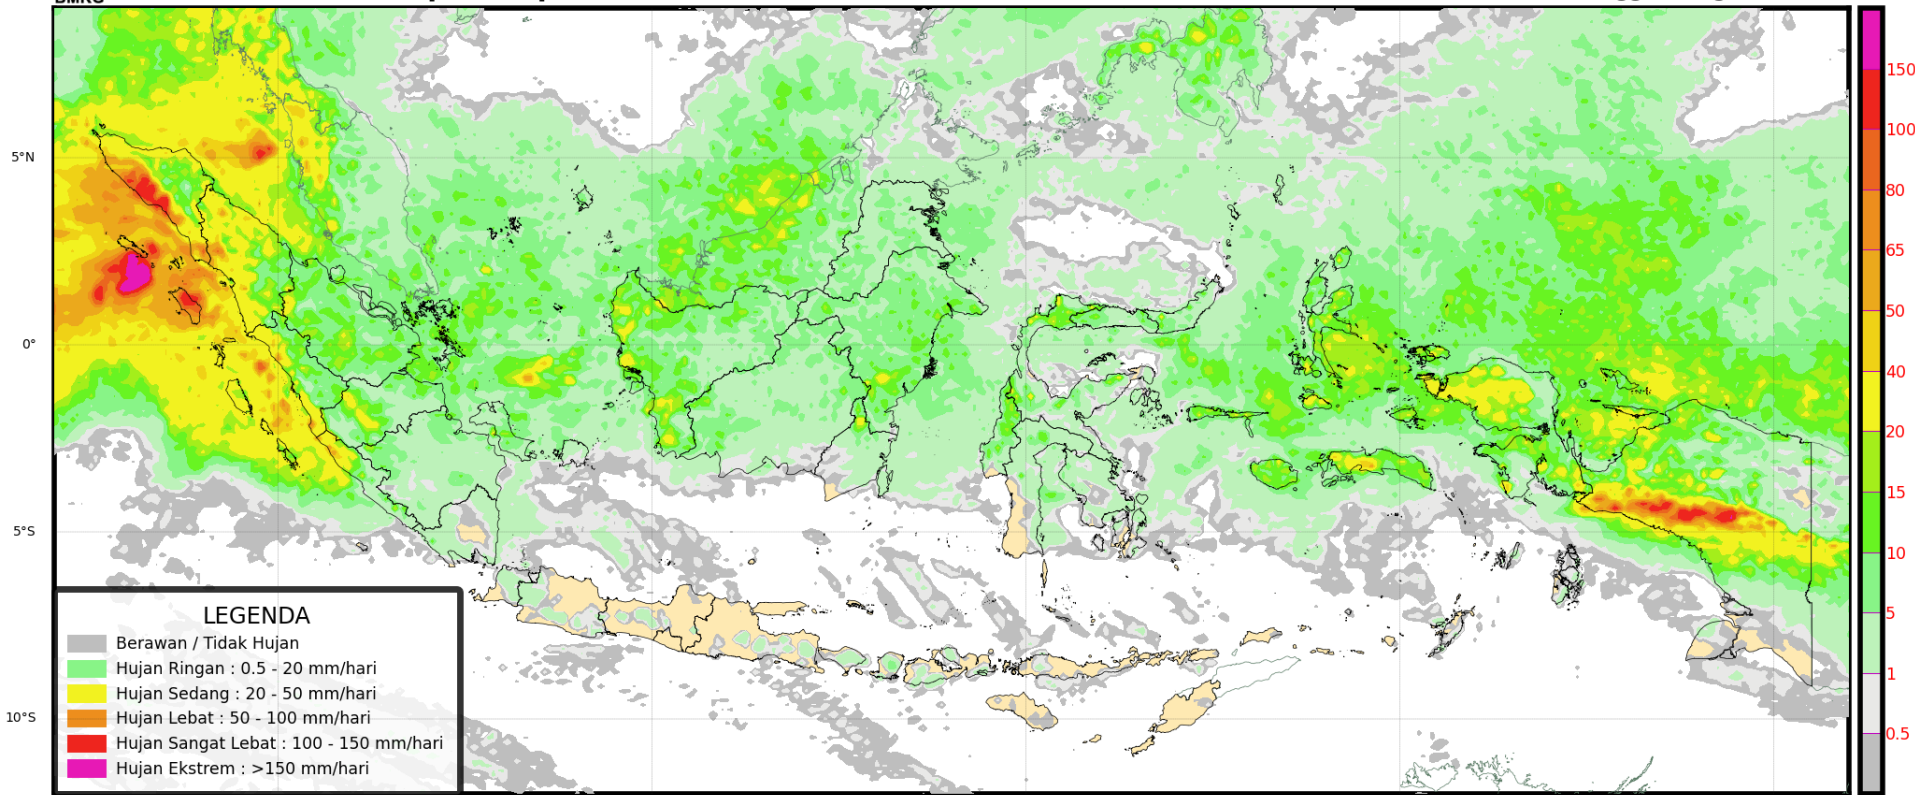 BMKG
5°N
0°
5°S
10°S
LEGENDA
Berawan / Tidak Hujan
Hujan Ringan : 0.5 - 20 mm/hari
Hujan Sedang : 20 - 50 mm/hari
Hujan Lebat : 50 - 100 mm/hari
Hujan Sangat Lebat : 100 - 150 mm/hari
Hujan Ekstrem : >150 mm/hari
150
100
80
65
50
40
20
15
10
5
1
0.5